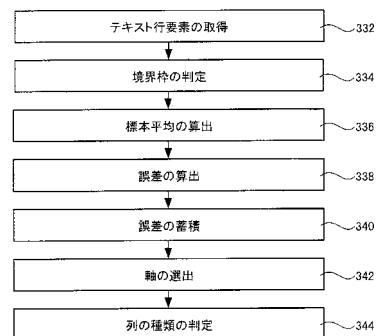 テキスト行要素の取得 332
境界枠の判定 334
標本平均の算出 336
誤差の算出 338
誤差の蓄積 340
軸の選出 342
列の種類の判定 344